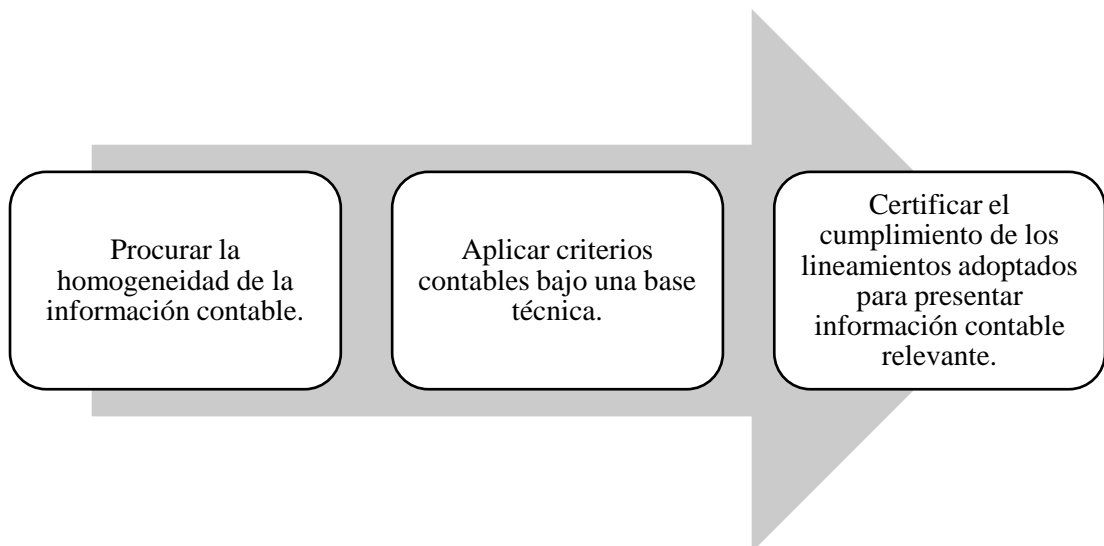 Procurar la
homogeneidad de la
información contable.
Aplicar criterios
contables bajo una base
técnica.
Certificar el
cumplimiento de los
lineamientos adoptados
para presentar
información contable
relevante.